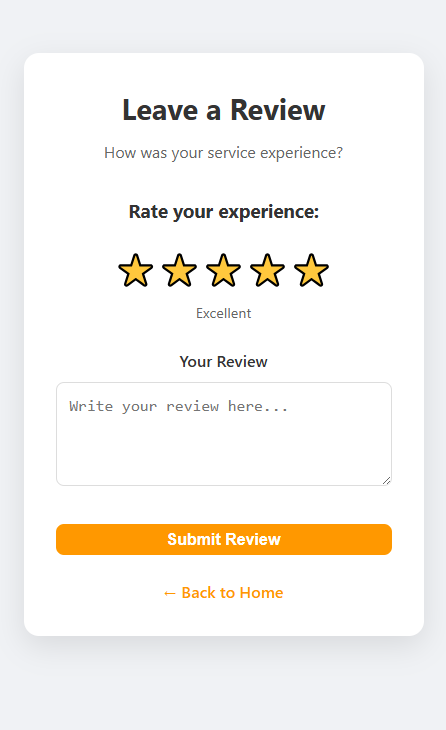 Leave a Review
How was your service experience?
Rate your experience:
Excellent
Your Review
Write your review here...
Submit Review
← Back to Home